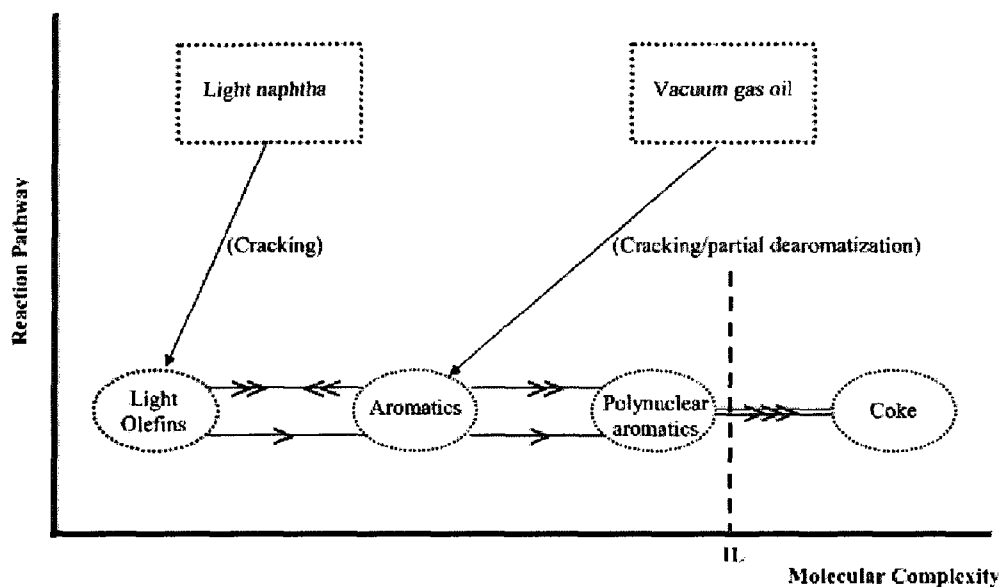 Light naphtha
Vacuum gas oil
Reaction Pathway
(Cracking)
(Cracking/partial dearomatization)
Light
Olefins
Aromatics
Polynuclear
aromatics
Coke
IL
Molecular Complexity